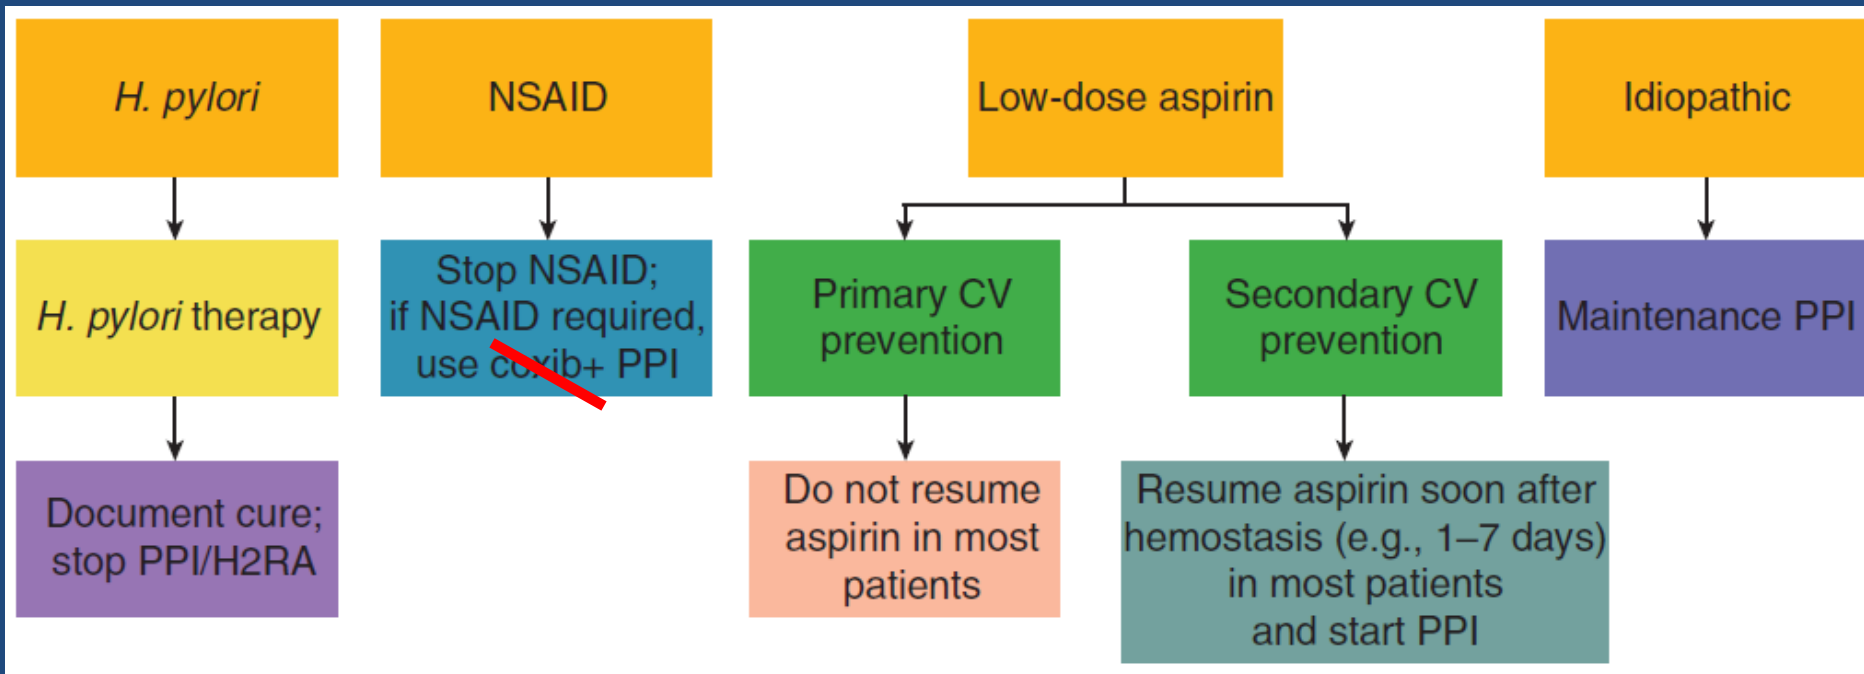 H. pylori
NSAID
Low-dose aspirin
Idiopathic
H. pylori therapy
Stop NSAID;
if NSAID required,
use coxib+ PPI
Primary CV
prevention
Secondary CV
prevention
Maintenance PPI
Document cure;
stop PPI/H2RA
Do not resume
aspirin in most
patients
Resume aspirin soon after
hemostasis (e.g., 1–7 days)
in most patients
and start PPI